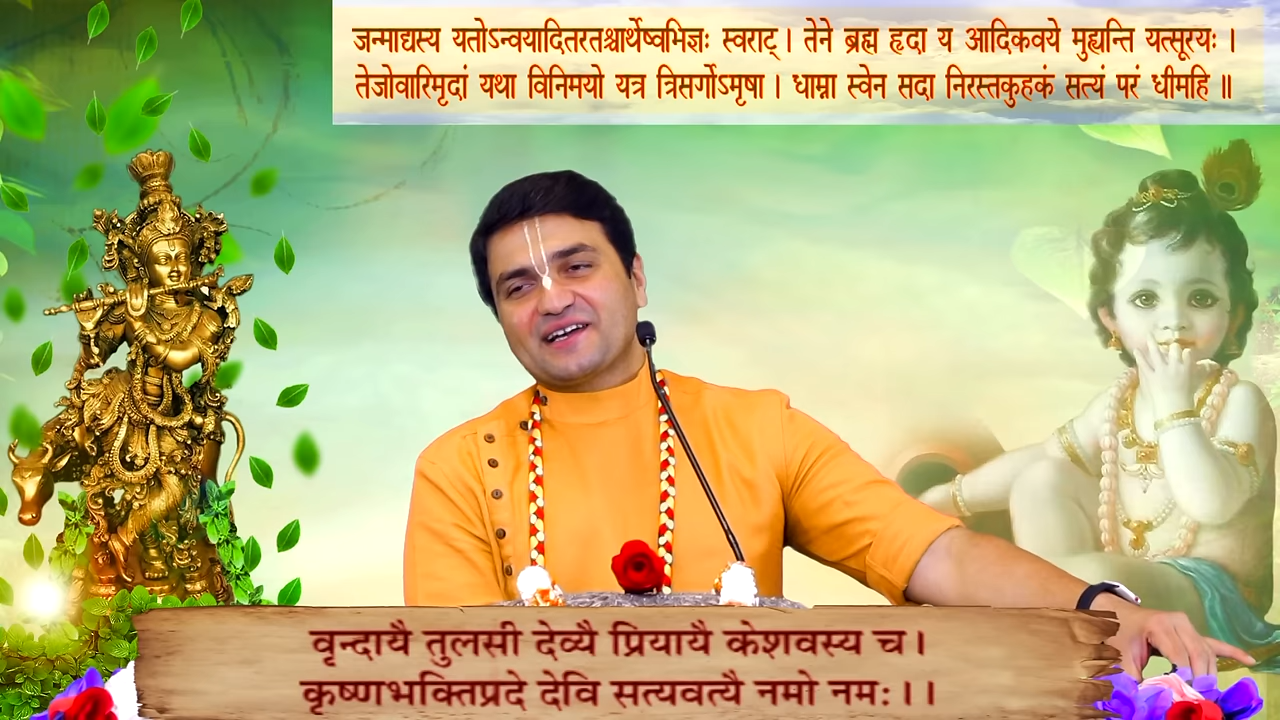 जन्माद्यस्य यतोऽन्वयादितरतश्चार्थेष्वभिज्ञः स्वराट्। तेने ब्रह्म हृदा य आदिकवये मुह्यन्ति यत्सूरयः ।
तेजोवारिमृदां यथा विनिमयो यत्र त्रिसर्गोऽमृषा । धाम्ना स्वेन सदा निरस्तकुहकं सत्यं परं धीमहि ॥
वृन्दायै तुलसी देव्यै प्रियायै केशवस्य च।
कृष्णभक्तिप्रदे देवि सत्यवत्यै नमो नमः।।